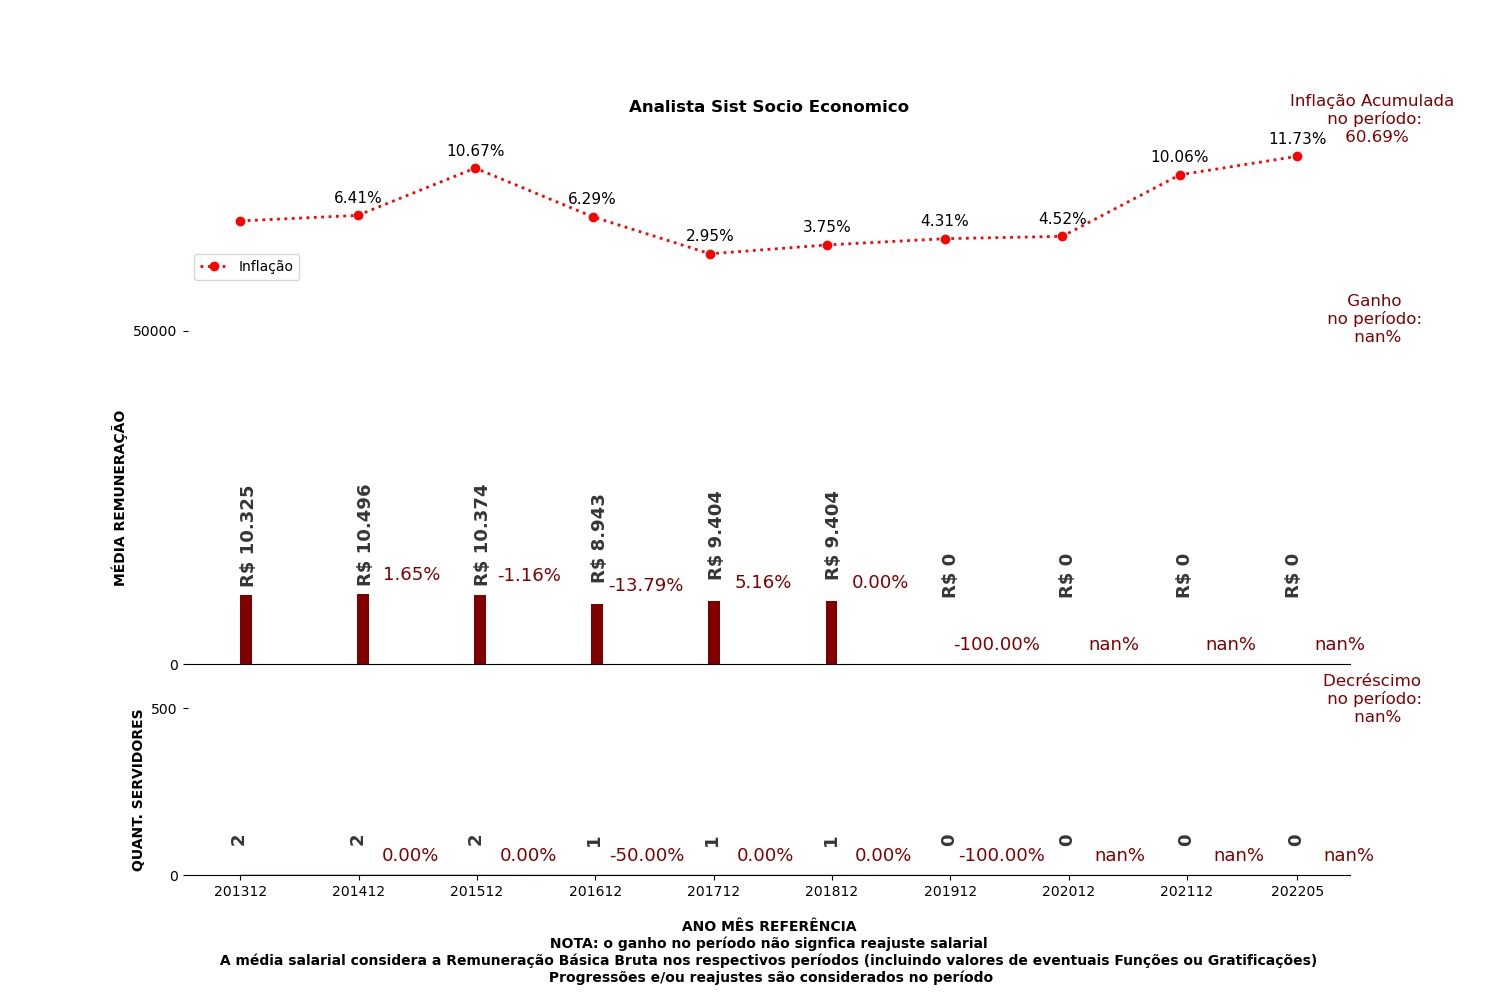 Analista Sist Socio Economico
Inflação Acumulada
no período:
60.69%
6.41%
10.67%
6.29%
2.95%
3.75%
4.31%
4.52%
10.06%
11.73%
Inflação
Ganho
no período:
nan%
50000
0
MÉDIA REMUNERAÇÃO
R$ 10.325
R$ 10.496
R$ 10.374
R$ 8.943
R$ 9.404
R$ 9.404
R$ 0
R$ 0
R$ 0
R$ 0
1.65%
-1.16%
-13.79%
5.16%
0.00%
-100.00%
nan%
nan%
nan%
Decréscimo
no período:
nan%
500
0
QUANT. SERVIDORES
2
2
2
1
1
1
0
0
0
0
0.00%
0.00%
-50.00%
0.00%
0.00%
-100.00%
nan%
nan%
nan%
201312
201412
201512
201612
201712
201812
201912
202012
202112
202205
ANO MÊS REFERÊNCIA
NOTA: o ganho no período não signfica reajuste salarial
A média salarial considera a Remuneração Básica Bruta nos respectivos períodos (incluindo valores de eventuais Funções ou Gratificações)
Progressões e/ou reajustes são considerados no período